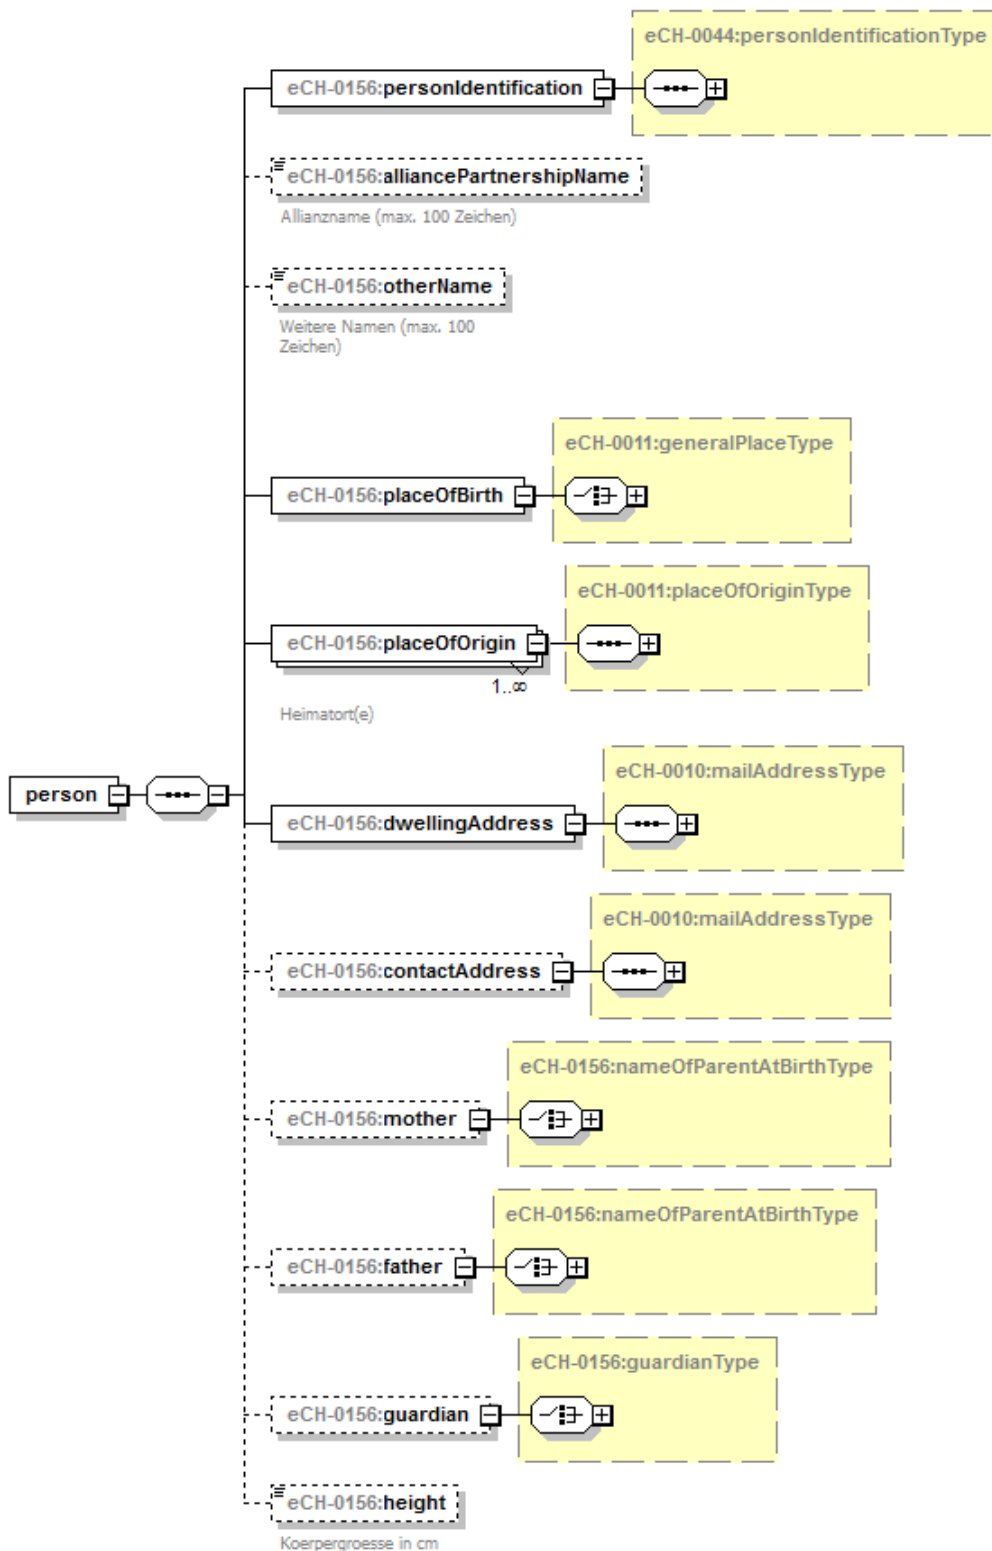 eCH-0044:personIdentificationType
eCH-0156:personIdentification
eCH-0156:alliancePartnershipName
Allianzname (max. 100 Zeichen)
eCH-0156:otherName
Weitere Namen (max. 100
Zeichen)
eCH-0011:generalPlaceType
eCH-0156:placeOfBirth
eCH-0011:placeOfOriginType
eCH-0156:placeOfOrigin
1..∞
Heimatort(e)
eCH-0010:mailAddressType
person
eCH-0156:dwellingAddress
eCH-0010:mailAddressType
eCH-0156:contactAddress
eCH-0156:nameOfParentAtBirthType
eCH-0156:mother
eCH-0156:nameOfParentAtBirthType
eCH-0156:father
eCH-0156:guardianType
eCH-0156:guardian
eCH-0156:height
Koerpergroesse in cm